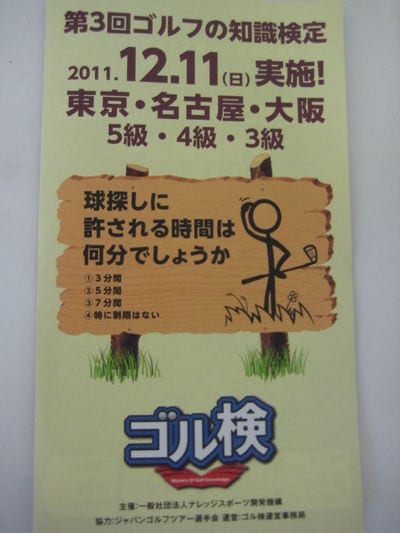 第3回ゴルフの知識検定
2011.12.11(日)実施!
東京・名古屋・大阪
5級・4級・3級
球探しに
許される時間は
何分でしょうか
①3分間
②5分間
③7分間
④特に制限はない
ゴル検
Mastery Of Golf Knowledge
主催:一般社団法人ナレッジスポーツ開発機構
協力:ジャパンゴルフツアー選手会 運営:ゴル検運営事務局